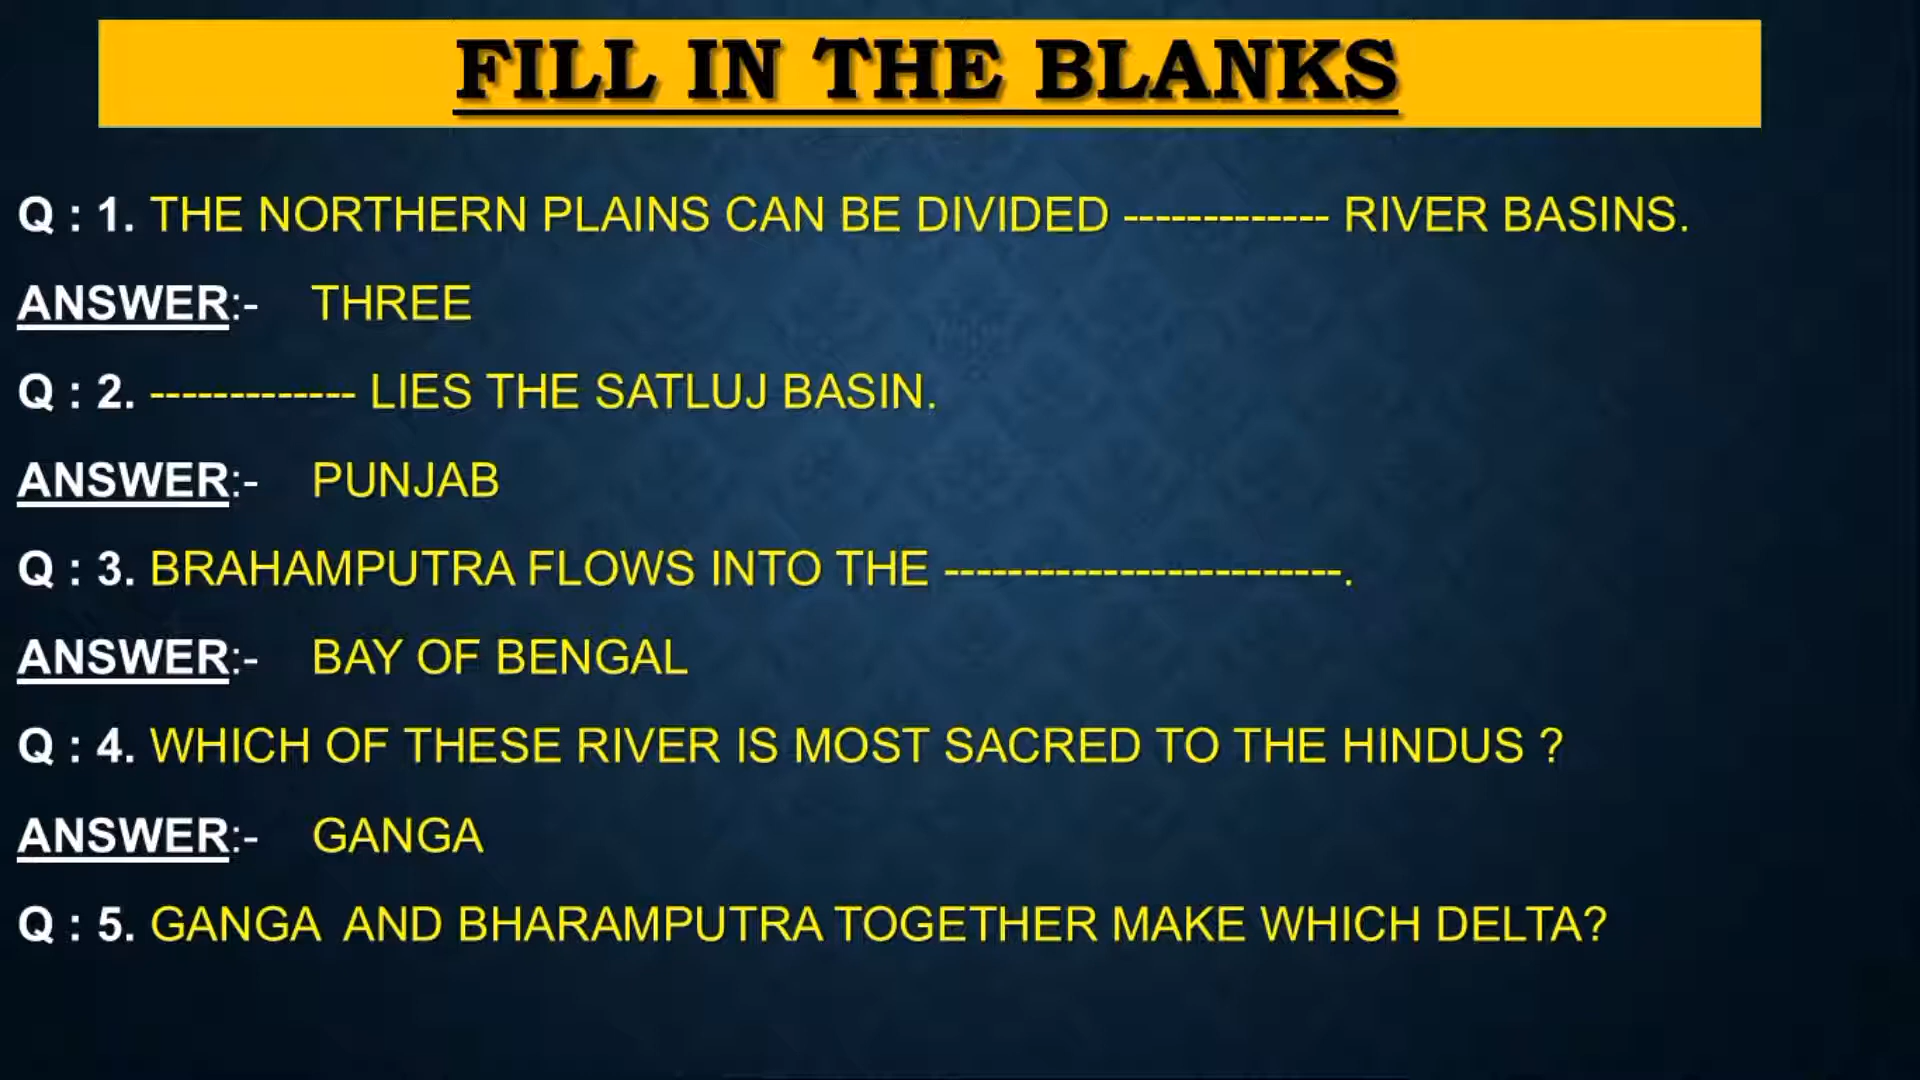 FILL IN THE BLANKS
Q : 1. THE NORTHERN PLAINS CAN BE DIVIDED ------------- RIVER BASINS.
ANSWER:- THREE
Q : 2. ------------- LIES THE SATLUJ BASIN.
ANSWER:- PUNJAB
Q : 3. BRAHAMPUTRA FLOWS INTO THE -------------------------.
ANSWER:- BAY OF BENGAL
Q : 4. WHICH OF THESE RIVER IS MOST SACRED TO THE HINDUS ?
ANSWER:- GANGA
Q : 5. GANGA AND BHARAMPUTRA TOGETHER MAKE WHICH DELTA?